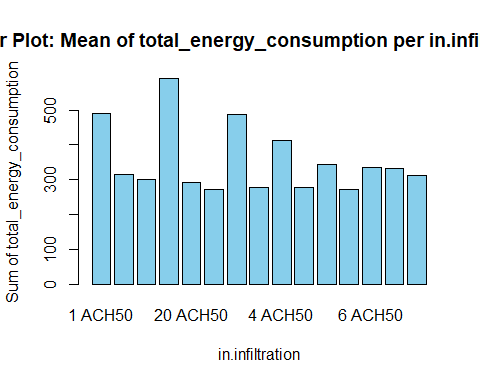 r Plot: Mean of total_energy_consumption per in.infi
Sum of total_energy_consumption
500
300
100
0
1 ACH50 20 ACH50 4 ACH50 6 ACH50
in.infiltration